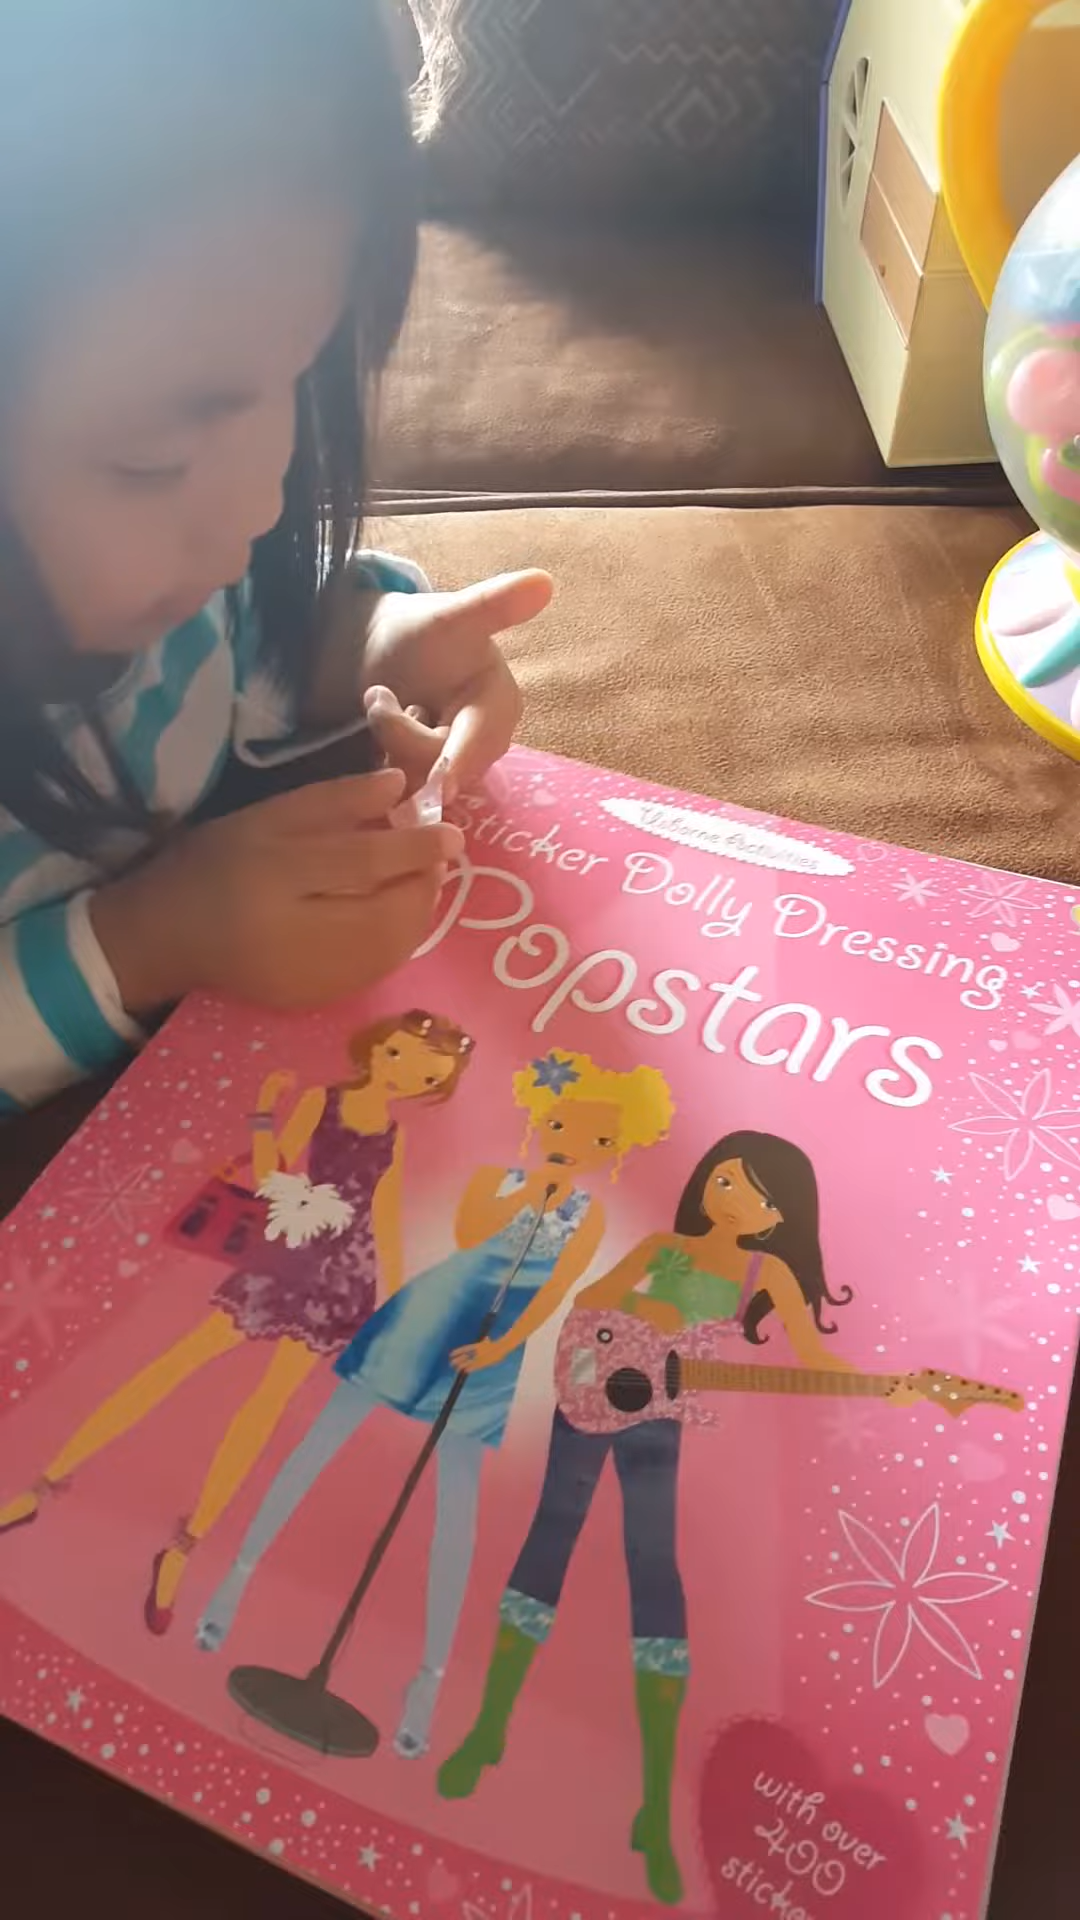 Usborne Activities
Sticker Dolly Dressing
Popstars
with over
400
sticke